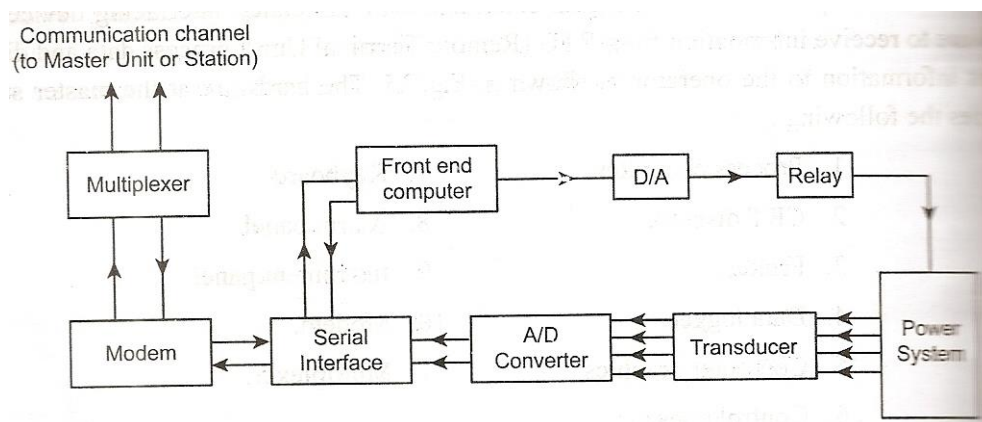 Communication channel
(to Master Unit or Station)
Multiplexer
Front end
computer
D/A
Relay
Modem
Serial
Interface
A/D
Converter
Transducer
Power
System